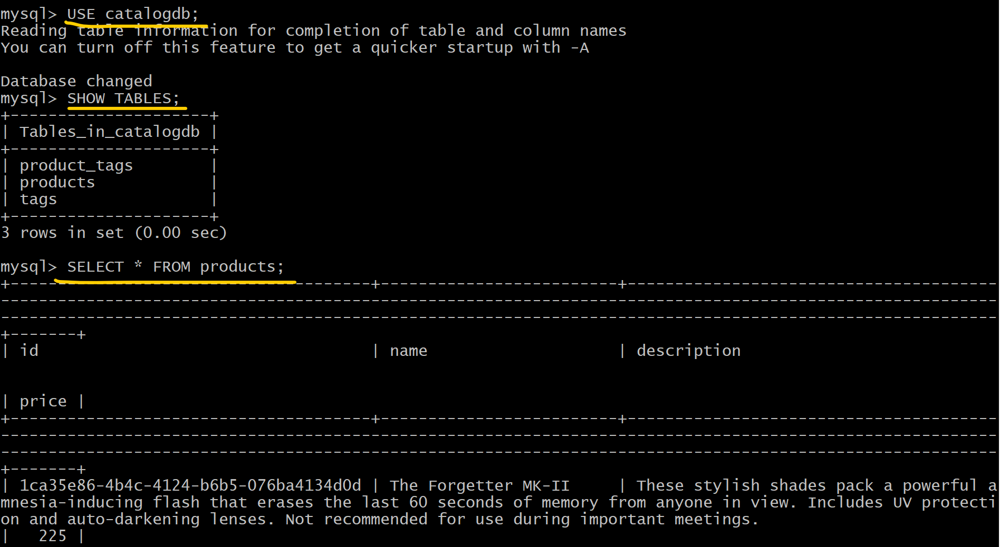 mysql> USE catalogdb;
Reading table information for completion of table and column names
You can turn off this feature to get a quicker startup with -A
Database changed
mysql> SHOW TABLES;
+---------------------+
| Tables_in_catalogdb |
+---------------------+
| product_tags        |
| products            |
| tags                |
+---------------------+
3 rows in set (0.00 sec)
mysql> SELECT * FROM products;
+--------------------------------------+-------------------------+---------------------------------------
---------------------------------------------------------------------------------------------------------
---------------------------------------------------------------------------------------------------------
+-------+
| id                                   | name                    | description
| price |
+--------------------------------------+-------------------------+---------------------------------------
---------------------------------------------------------------------------------------------------------
---------------------------------------------------------------------------------------------------------
+-------+
| 1ca35e86-4b4c-4124-b6b5-076ba4134d0d | The Forgetter MK-II     | These stylish shades pack a powerful a
mnesia-inducing flash that erases the last 60 seconds of memory from anyone in view. Includes UV protecti
on and auto-darkening lenses. Not recommended for use during important meetings.
|   225 |